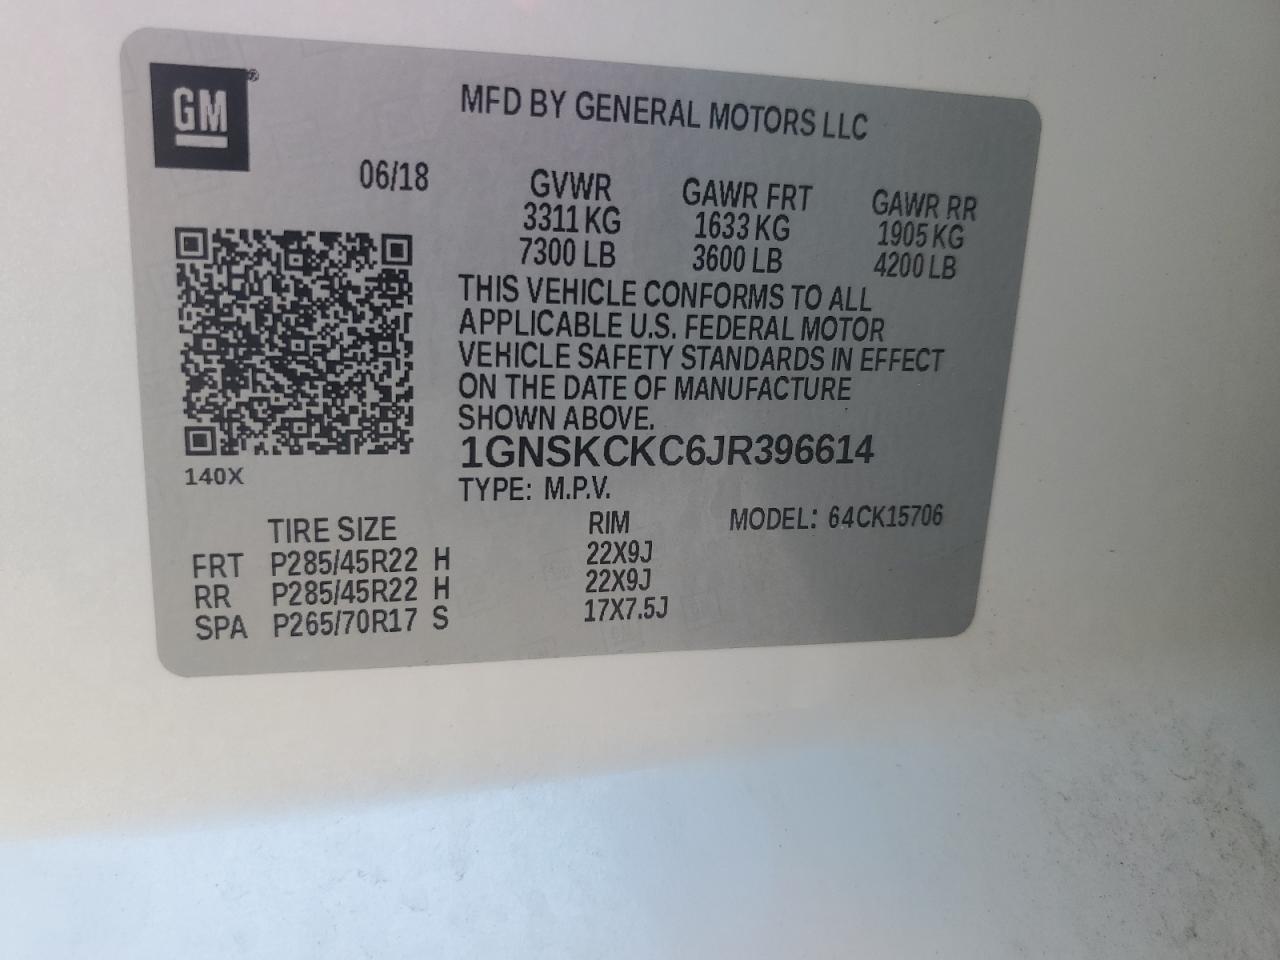 GM®
MFD BY GENERAL MOTORS LLC
06/18
GVWR GAWR FRT GAWR RR
3311 KG 1633 KG 1905 KG
7300 LB 3600 LB 4200 LB
THIS VEHICLE CONFORMS TO ALL
APPLICABLE U.S. FEDERAL MOTOR
VEHICLE SAFETY STANDARDS IN EFFECT
ON THE DATE OF MANUFACTURE
SHOWN ABOVE.
1GNSKCKC6JR396614
140X
TYPE: M.P.V.
TIRE SIZE RIM MODEL: 64CK15706
FRT P285/45R22 H 22X9J
RR P285/45R22 H 22X9J
SPA P265/70R17 S 17X7.5J